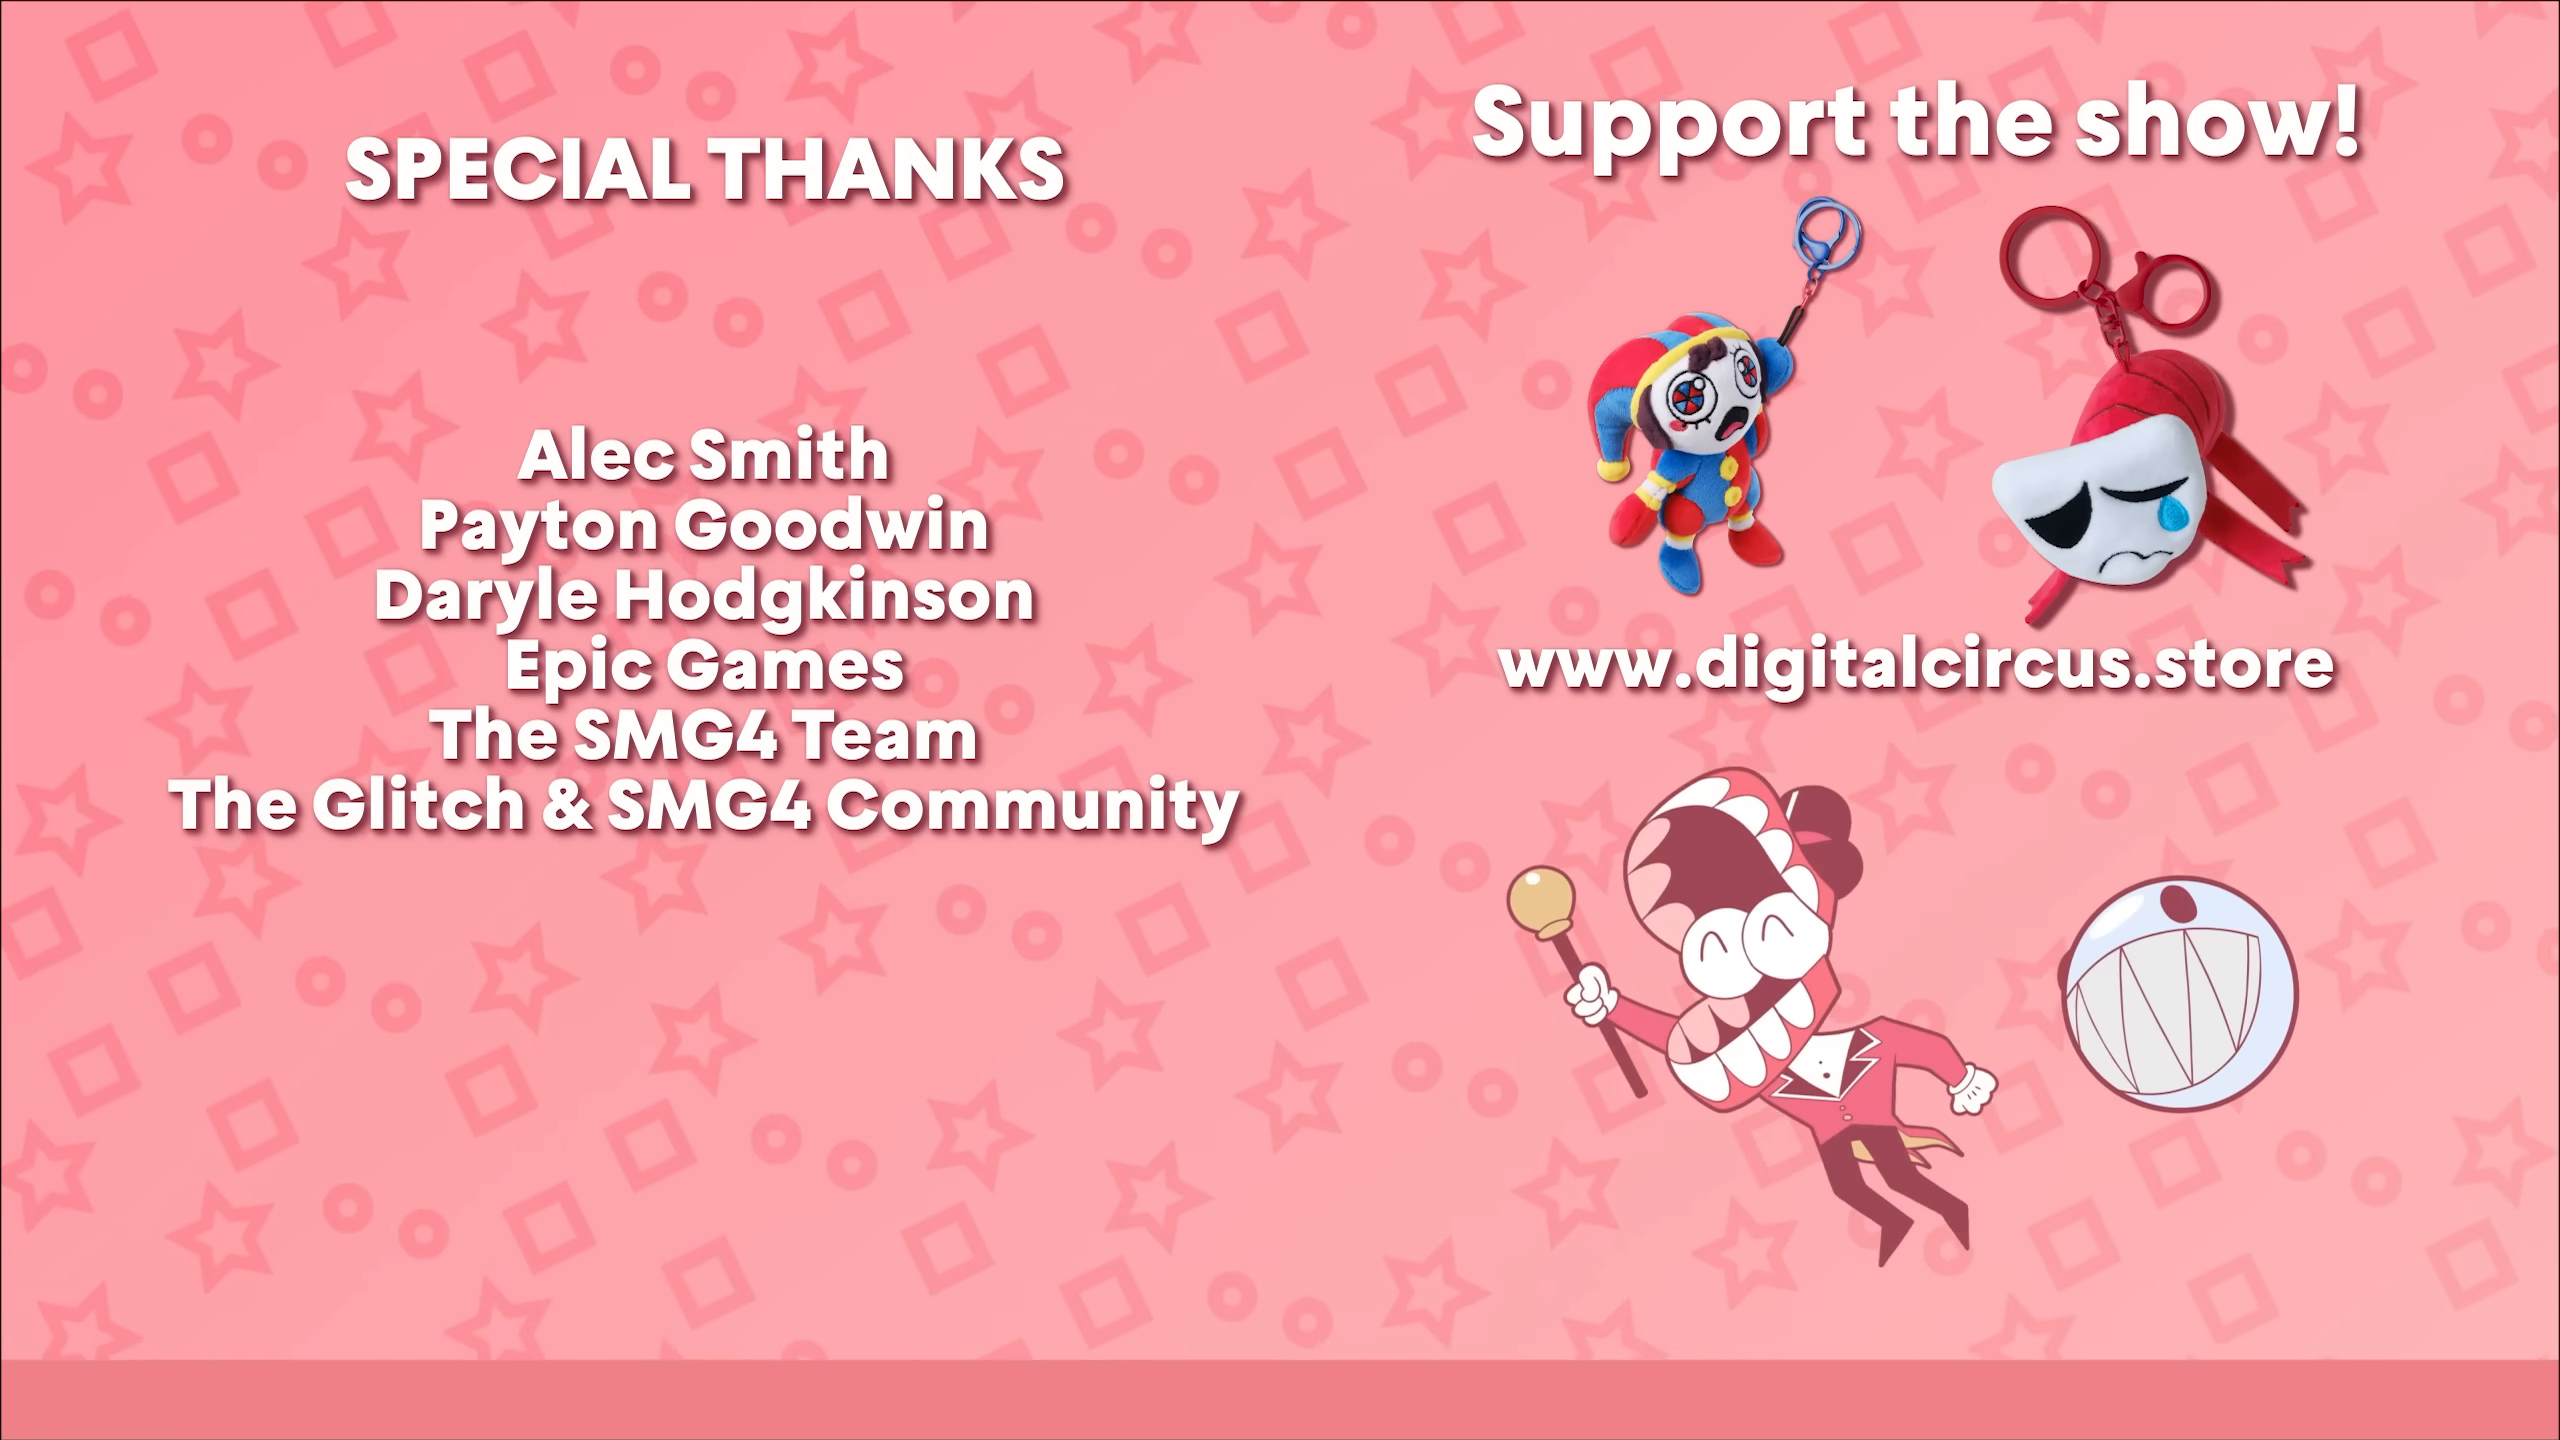 SPECIAL THANKS
Alec Smith
Payton Goodwin
Daryle Hodgkinson
Epic Games
The SMG4 Team
The Glitch & SMG4 Community
Support the show!
www.digitalcircus.store